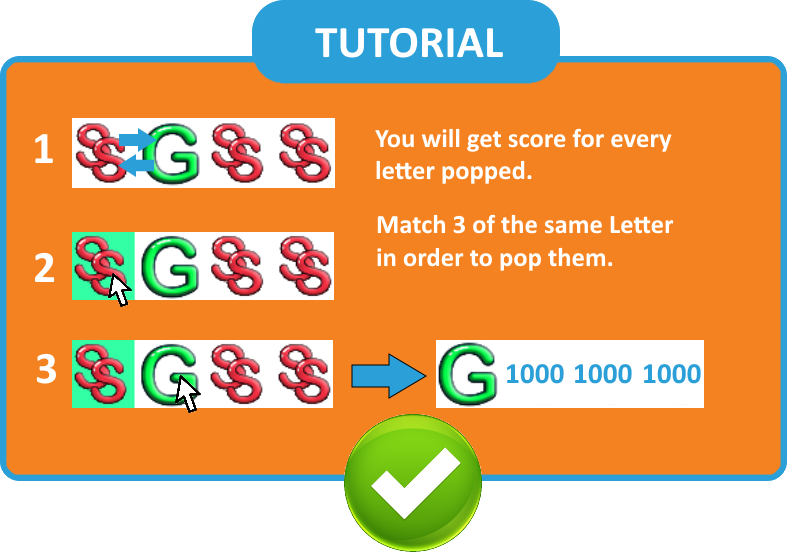 TUTORIAL
1
S G S S
You will get score for every
letter popped.
Match 3 of the same Letter
in order to pop them.
2
S G S S
3
S G S S
G 1000 1000 1000